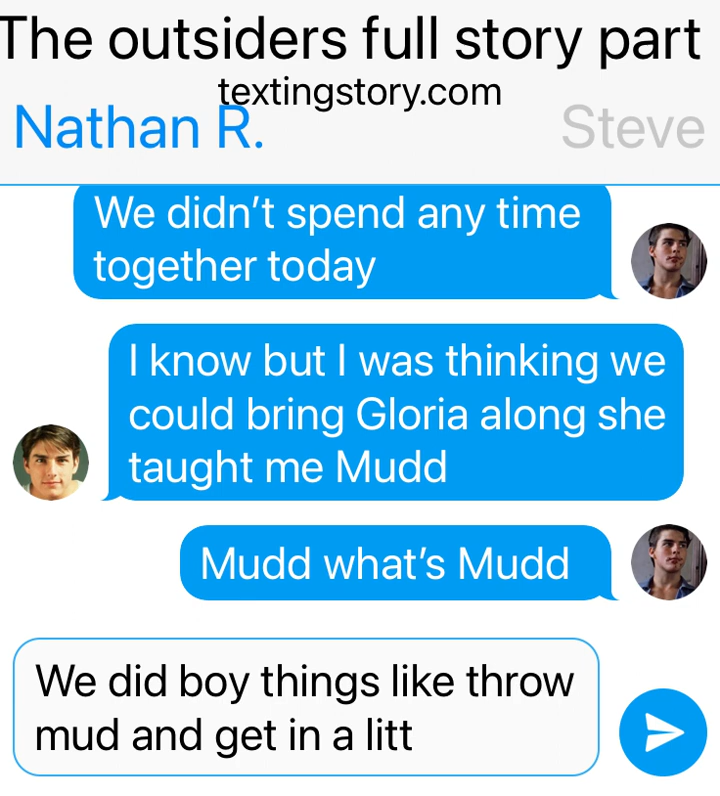 The outsiders full story part
textingstory.com
Nathan R.
Steve
We didn’t spend any time
together today
I know but I was thinking we
could bring Gloria along she
taught me Mudd
Mudd what’s Mudd
We did boy things like throw
mud and get in a litt